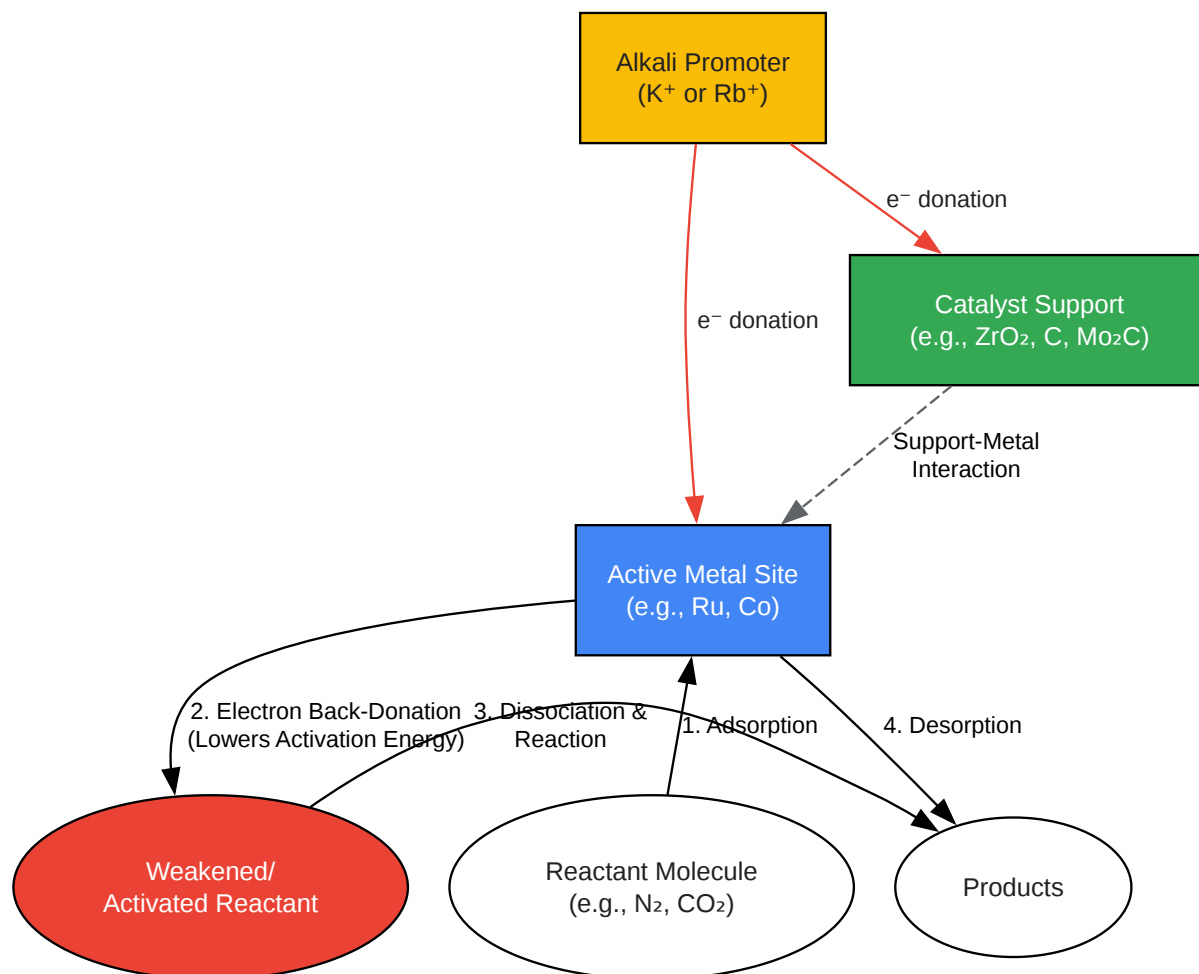 Alkali Promoter
(K⁺ or Rb⁺)
e⁻ donation
Catalyst Support
(e.g., ZrO₂, C, Mo₂C)
e⁻ donation
Support-Metal
Interaction
Active Metal Site
(e.g., Ru, Co)
2. Electron Back-Donation
(Lowers Activation Energy)
3. Dissociation &
Reaction
1. Adsorption
4. Desorption
Weakened/
Activated Reactant
Reactant Molecule
(e.g., N₂, CO₂)
Products